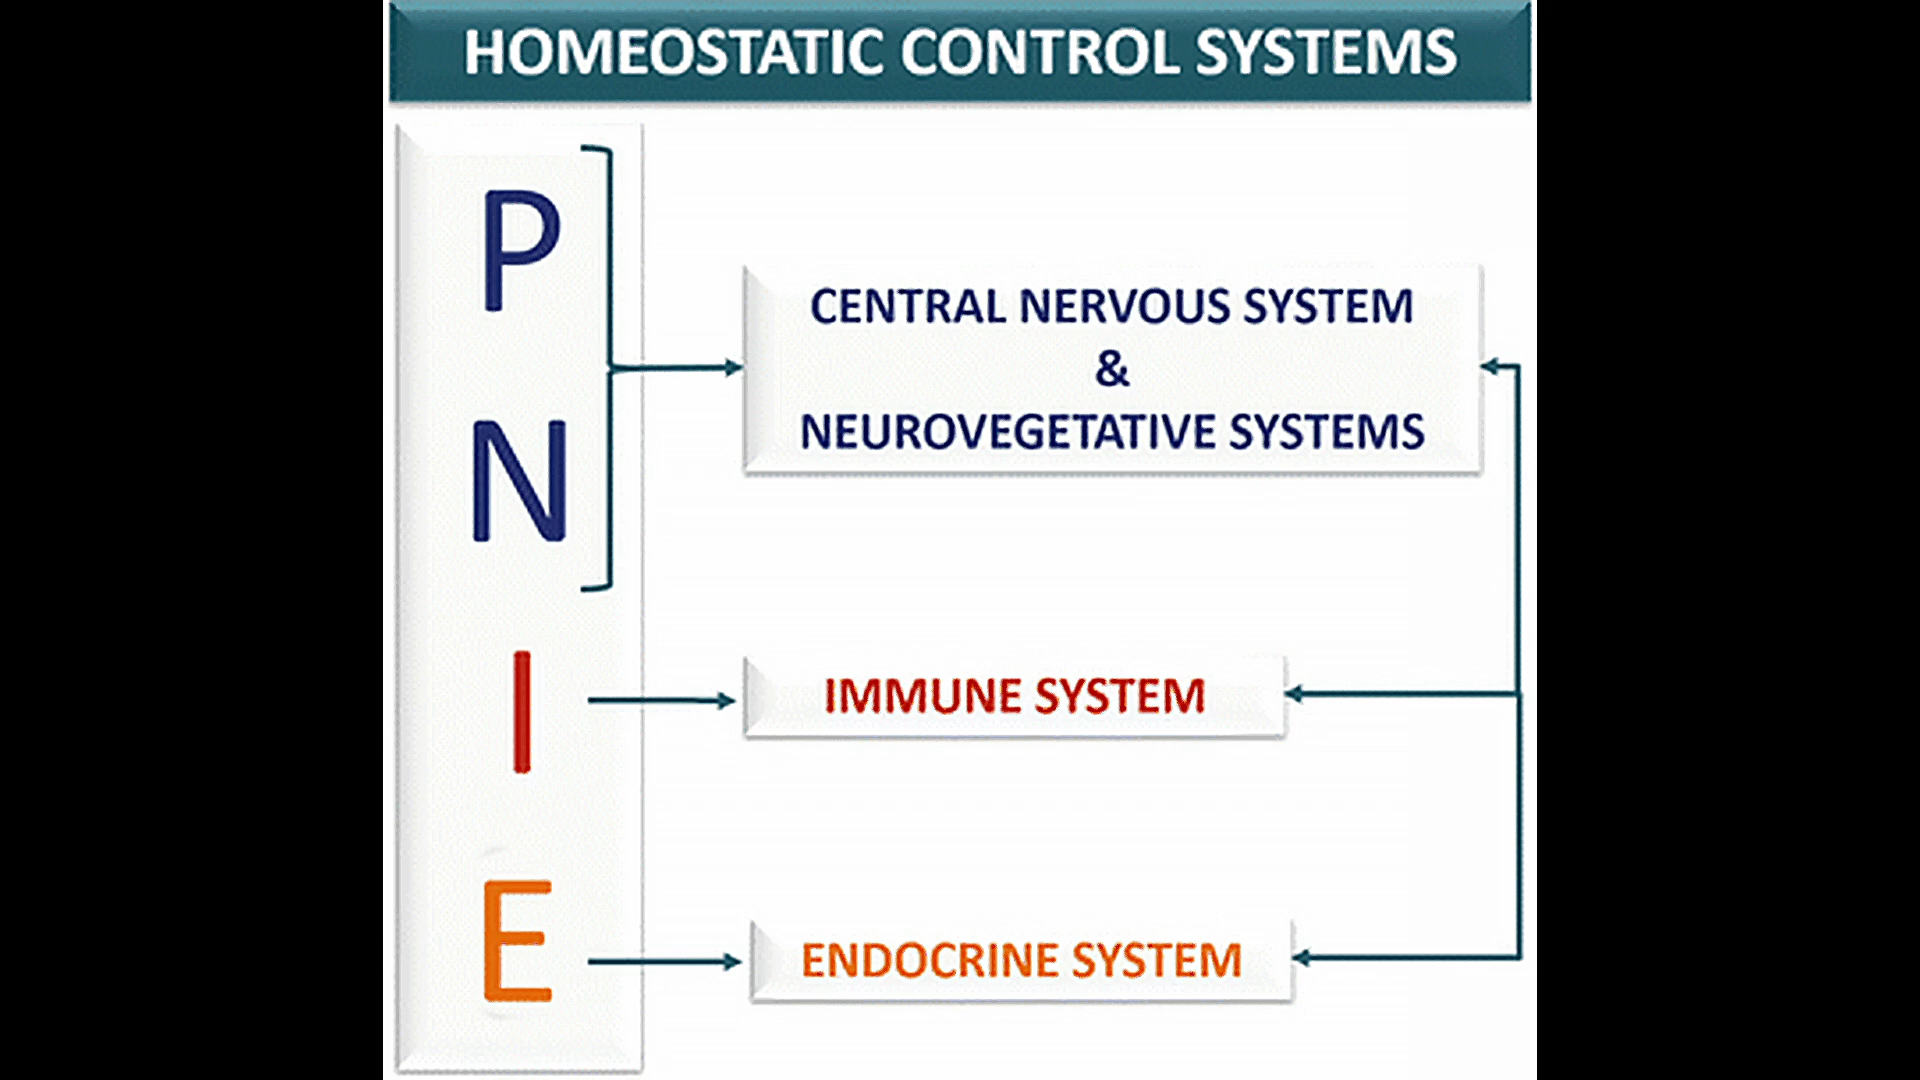 HOMEOSTATIC CONTROL SYSTEMS
P
N
CENTRAL NERVOUS SYSTEM
&
NEUROVEGETATIVE SYSTEMS
I
IMMUNE SYSTEM
E
ENDOCRINE SYSTEM